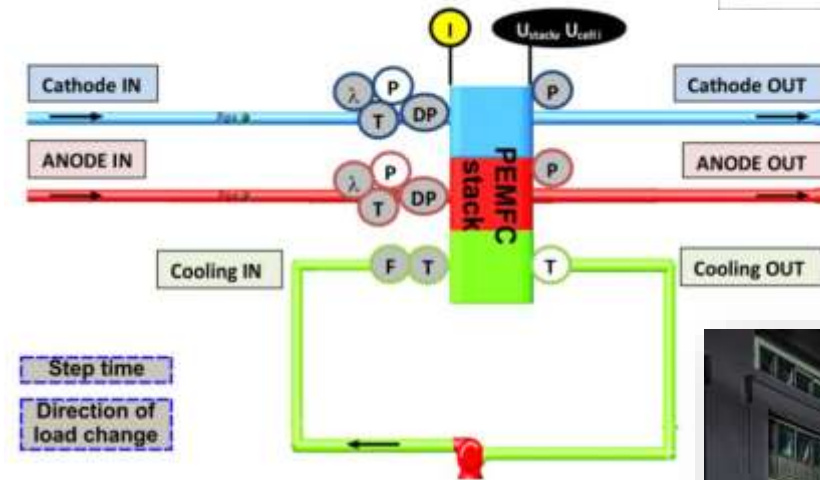 I
Ustack, Ucell i
Cathode IN
λ
P
T
DP
P
Cathode OUT
ANODE IN
λ
P
T
DP
P
ANODE OUT
PEMFC
stack
Cooling IN
F
T
T
Cooling OUT
Step time
Direction of
load change